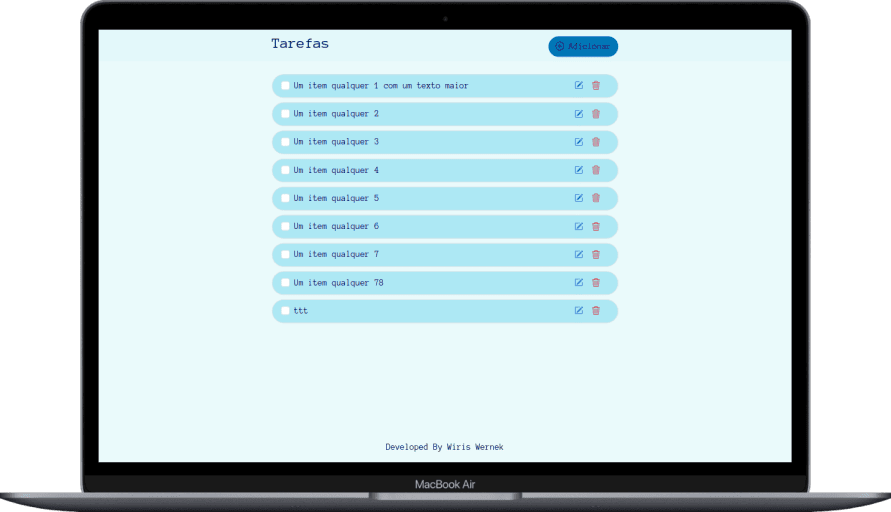 Tarefas
Adicionar
Um item qualquer 1 com um texto maior
Um item qualquer 2
Um item qualquer 3
Um item qualquer 4
Um item qualquer 5
Um item qualquer 6
Um item qualquer 7
Um item qualquer 78
ttt
Developed By Wiris Wernek
MacBook Air